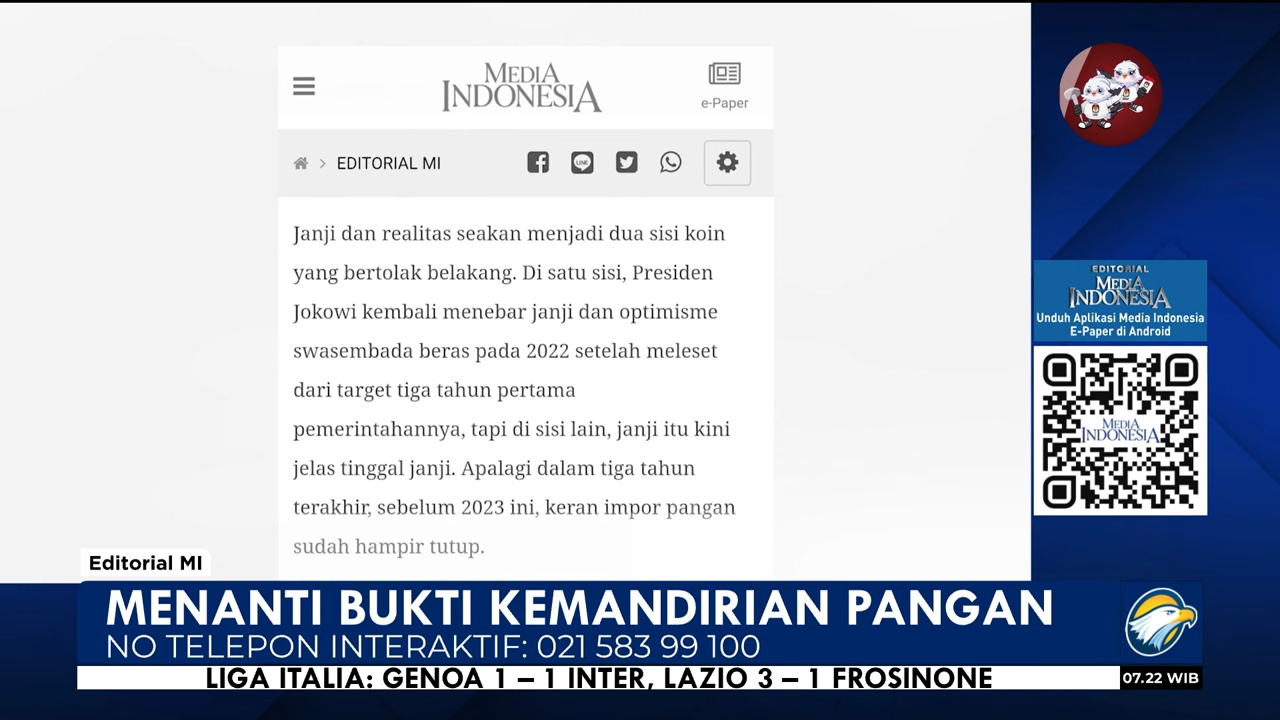 MEDIA
INDONESIA
e-Paper
EDITORIAL MI
LINE
Janji dan realitas seakan menjadi dua sisi koin
yang bertolak belakang. Di satu sisi, Presiden
Jokowi kembali menebar janji dan optimisme
swasembada beras pada 2022 setelah meleset
dari target tiga tahun pertama
pemerintahannya, tapi di sisi lain, janji itu kini
jelas tinggal janji. Apalagi dalam tiga tahun
terakhir, sebelum 2023 ini, keran impor pangan
sudah hampir tutup.
EDITORIAL
MEDIA
INDONESIA
Unduh Aplikasi Media Indonesia
E-Paper di Android
MEDIA
INDONESIA
Editorial MI
MENANTI BUKTI KEMANDIRIAN PANGAN
NO TELEPON INTERAKTIF: 021 583 99 100
LIGA ITALIA: GENOA 1 – 1 INTER, LAZIO 3 – 1 FROSINONE
07.22 WIB